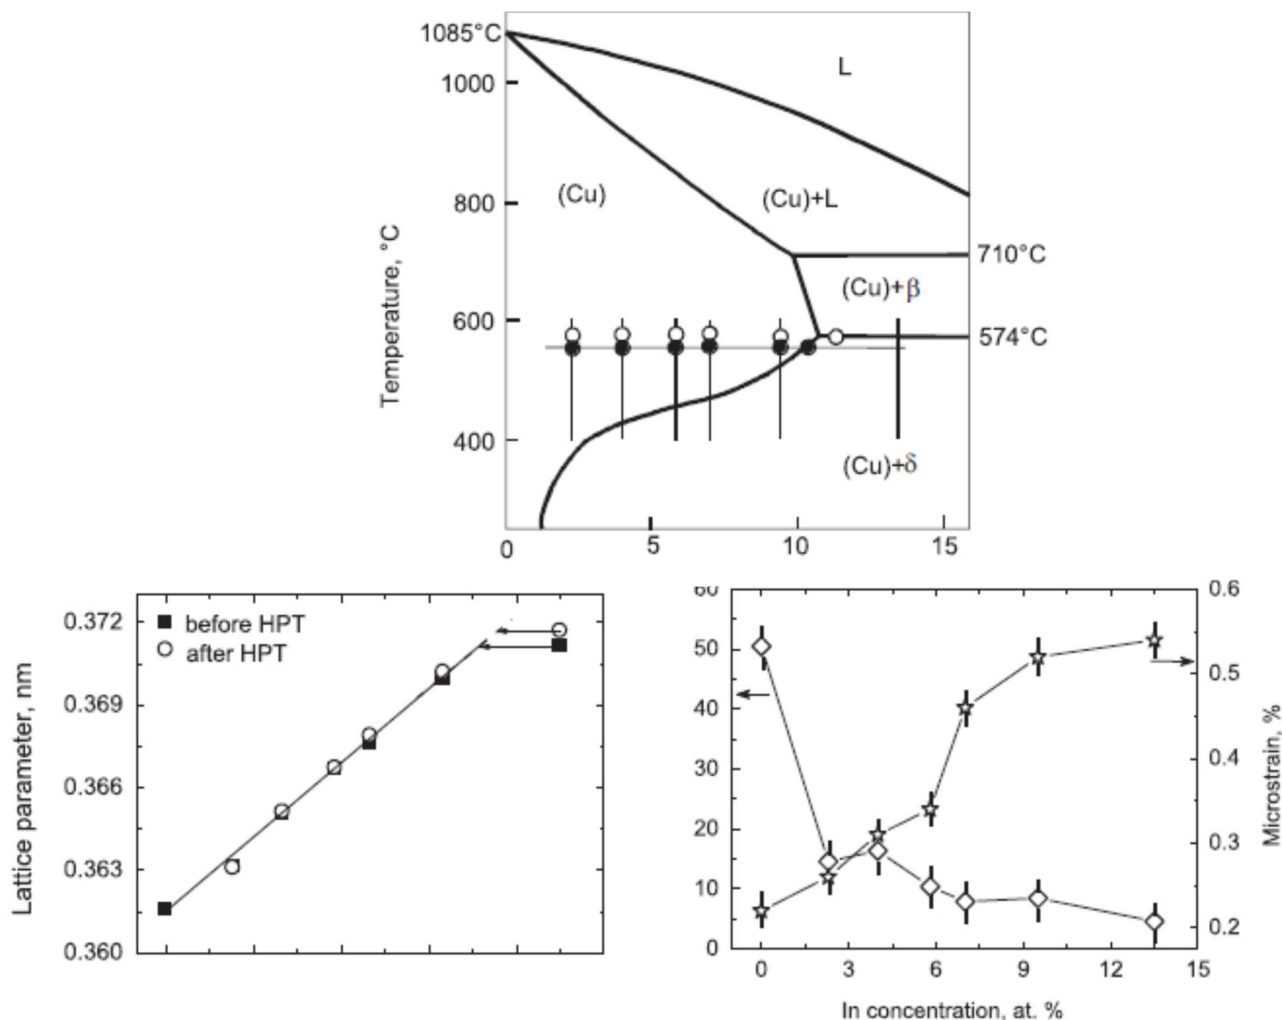 1085°C
1000
800
600
400
Temperature, °C
L
(Cu)
(Cu)+L
710°C
(Cu)+β
574°C
(Cu)+δ
0
5
10
15
0.372
0.369
0.366
0.363
0.360
Lattice parameter, nm
before HPT
after HPT
60
50
40
30
20
10
0
0.6
0.5
0.4
0.3
0.2
Microstrain, %
0
3
6
9
12
15
In concentration, at. %